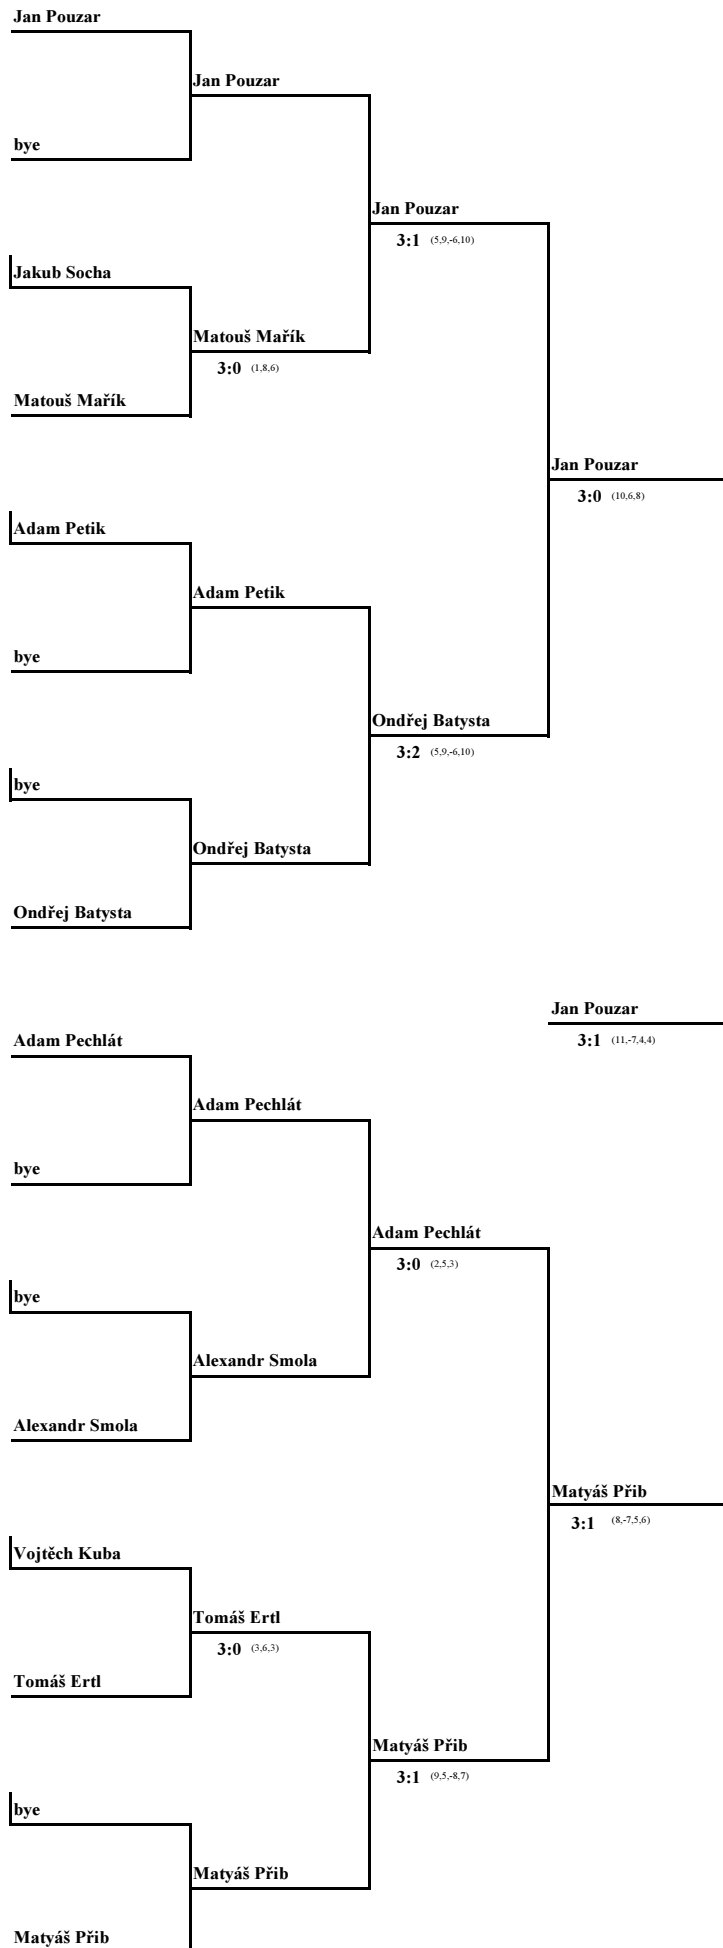 Jan Pouzar
Jan Pouzar
bye
Jan Pouzar
3:1 (5,9,-6,10)
Jakub Socha
Matouš Mařík
3:0 (1,8,6)
Matouš Mařík
Jan Pouzar
3:0 (10,6,8)
Adam Petik
Adam Petik
bye
Ondřej Batysta
3:2 (5,9,-6,10)
bye
Ondřej Batysta
Ondřej Batysta
Jan Pouzar
3:1 (11,-7,4,4)
Adam Pechlát
Adam Pechlát
bye
Adam Pechlát
3:0 (2,5,3)
bye
Alexandr Smola
Alexandr Smola
Matyáš Přib
3:1 (8,-7,5,6)
Vojtěch Kuba
Tomáš Ertl
3:0 (3,6,3)
Tomáš Ertl
Matyáš Přib
3:1 (9,5,-8,7)
bye
Matyáš Přib
Matyáš Přib